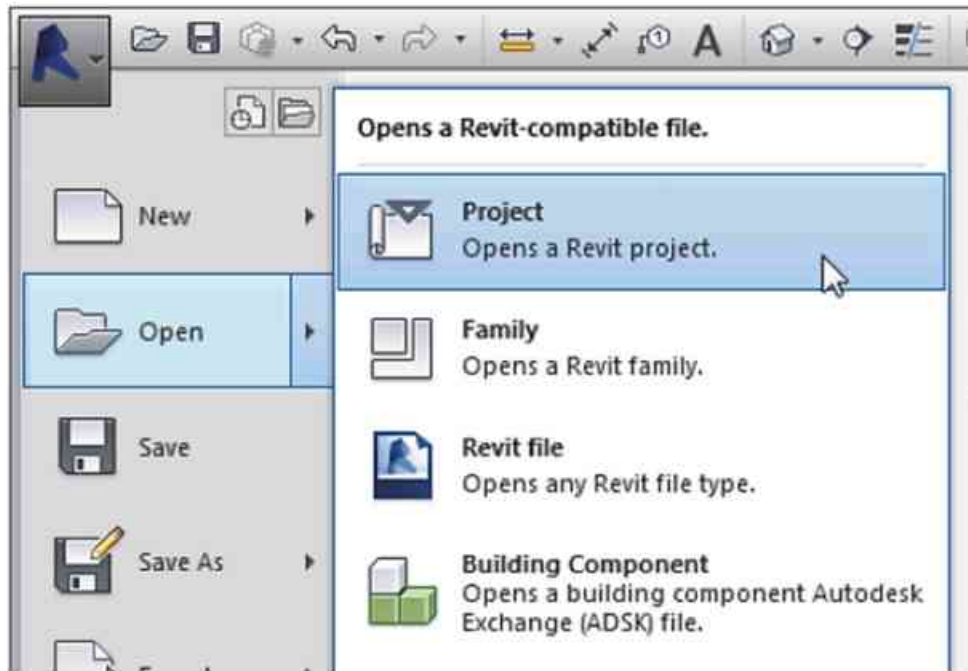 1 A
Opens a Revit-compatible file.
New
Project
Opens a Revit project.
Open
Family
Opens a Revit family.
Save
Revit file
Opens any Revit file type.
Save As
Building Component
Opens a building component Autodesk
Exchange (ADSK) file.